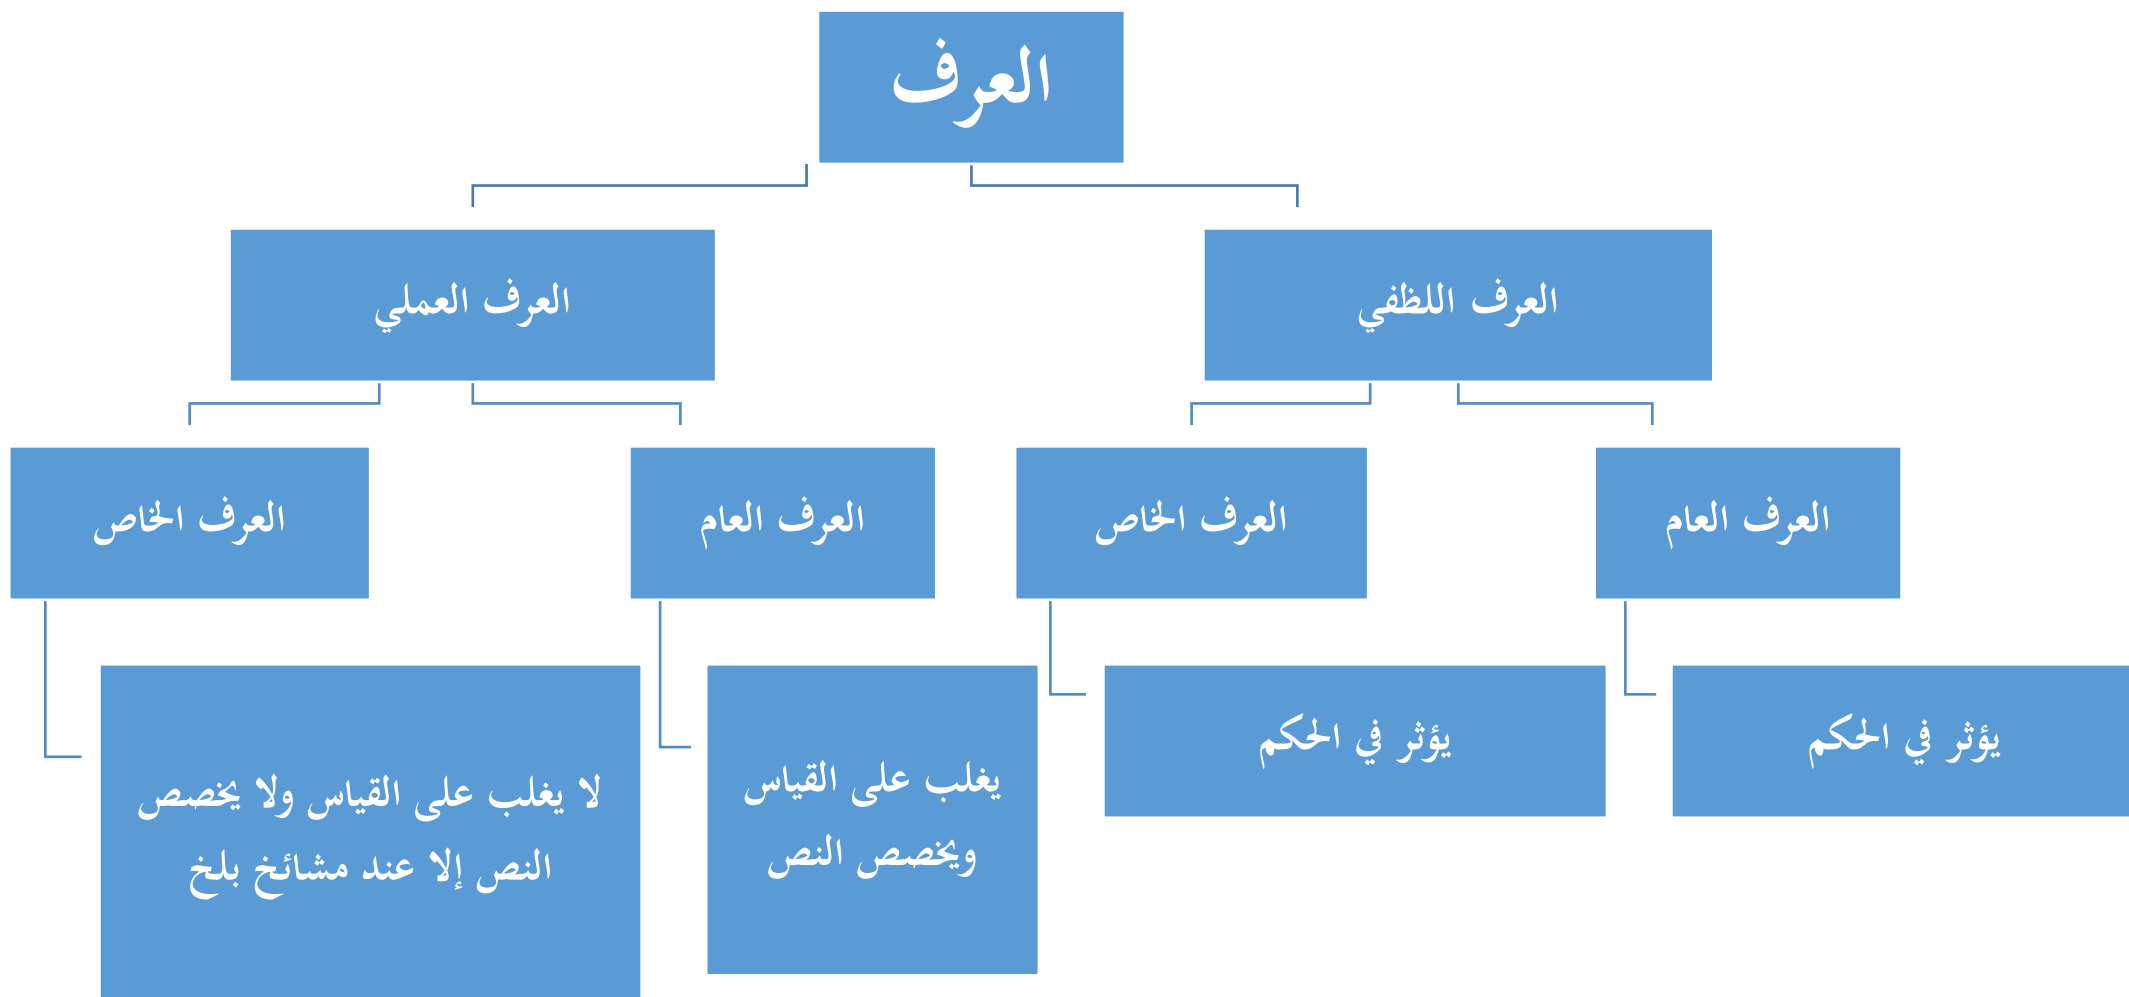 العرف
العرف اللظفي
العرف العملي
العرف العام
العرف الخاص
العرف العام
العرف الخاص
يؤثر في الحكم
يؤثر في الحكم
يغلب على القياس
ويخصص النص
لا يغلب على القياس ولا يخصص
النص إلا عند مشائخ بلخ